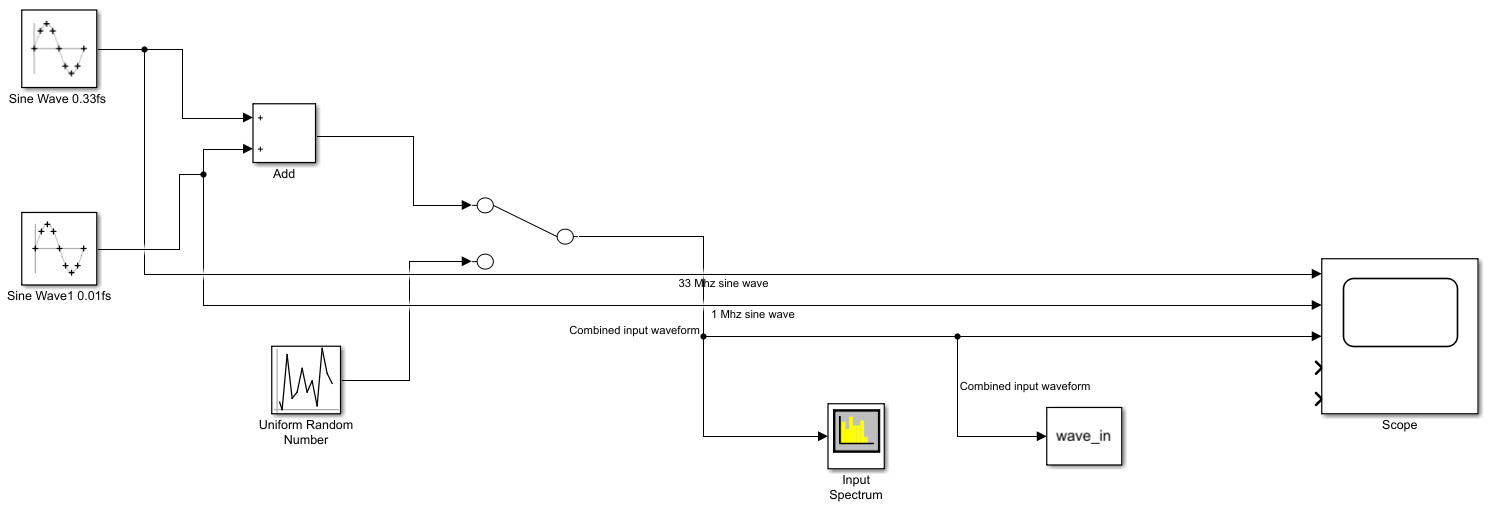 Sine Wave 0.33fs
+
+
Add
Sine Wave1 0.01fs
33 Mhz sine wave
1 Mhz sine wave
Combined input waveform
Combined input waveform
Uniform Random
Number
Input
Spectrum
wave_in
Scope